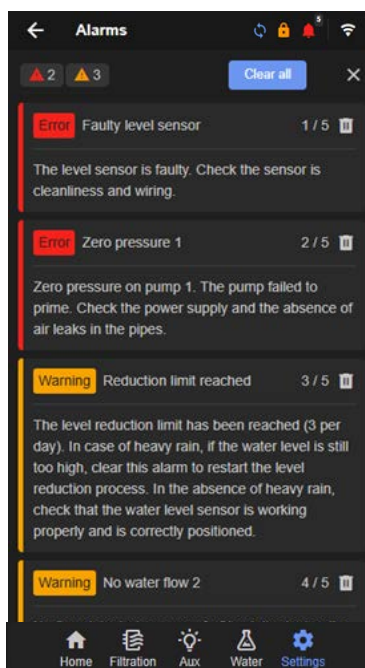 Alarms
5
2
3
Clear all
Error Faulty level sensor 1 / 5
The level sensor is faulty. Check the sensor is
cleanliness and wiring.
Error Zero pressure 1 2 / 5
Zero pressure on pump 1. The pump failed to
prime. Check the power supply and the absence of
air leaks in the pipes.
Warning Reduction limit reached 3 / 5
The level reduction limit has been reached (3 per
day). In case of heavy rain, if the water level is still
too high, clear this alarm to restart the level
reduction process. In the absence of heavy rain,
check that the water level sensor is working
properly and is correctly positioned.
Warning No water flow 2 4 / 5
Home Filtration Aux Water Settings